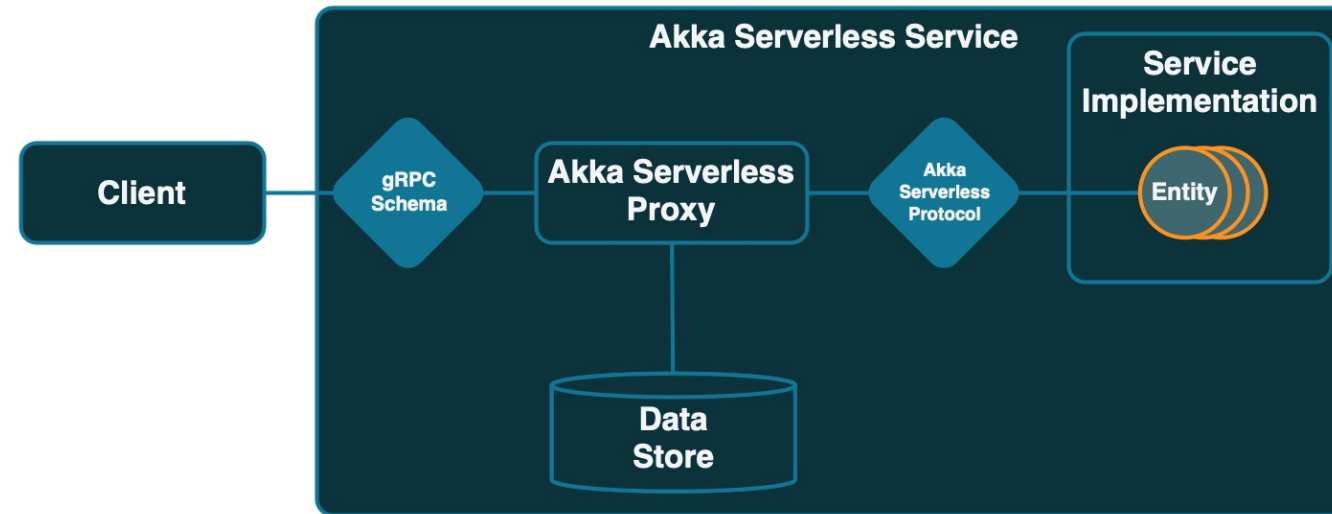 Akka Serverless Service
Client
gRPC
Schema
Akka Serverless
Proxy
Akka
Serverless
Protocol
Service
Implementation
Entity
Data
Store